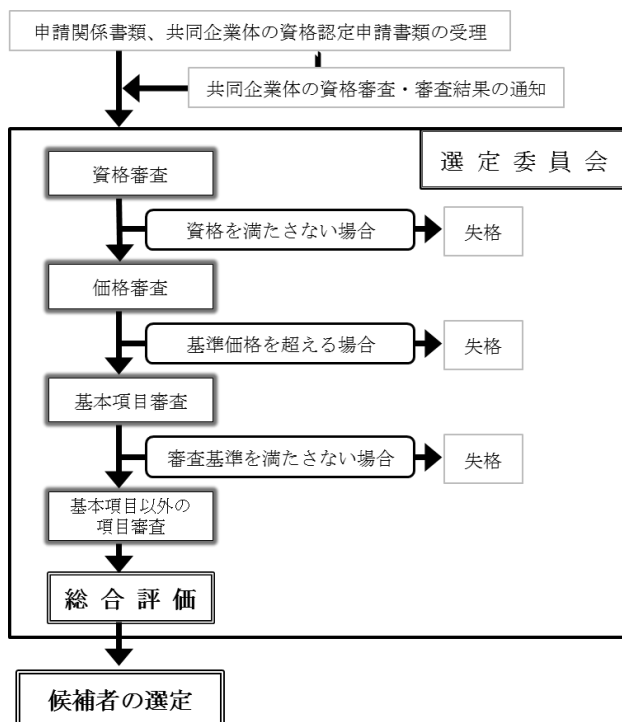 申請関係書類、共同企業体の資格認定申請書類の受理
共同企業体の資格審査・審査結果の通知
選定委員会
資格審査
資格を満たさない場合
失格
価格審査
基準価格を超える場合
失格
基本項目審査
審査基準を満たさない場合
失格
基本項目以外の
項目審査
総合評価
候補者の選定